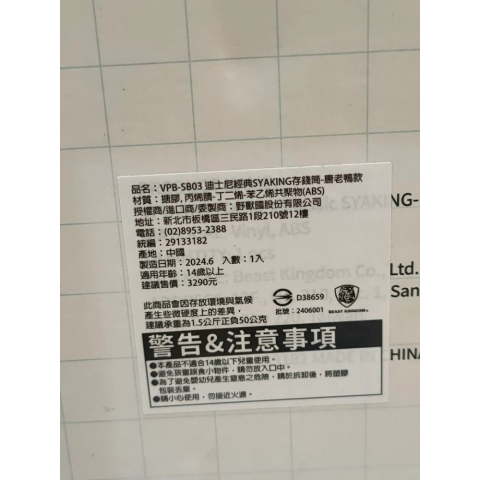 品名：VPB-SB03 迪士尼經典SYAKING存錢筒-唐老鴨款
材質：搪膠, 丙烯腈-丁二烯-苯乙烯共聚物(ABS)
授權商/進口商/委製商：野獸國股份有限公司
地址：新北市板橋區三民路1段210號12樓
電話：(02)8953-2388
統編：29133182
產地：中國
製造日期：2024.6 入數：1入
適用年齡：14歲以上
建議售價：3290元
此商品會因存放環境與氣候
產生些微硬度上的差異，
建議承重為1.5公斤正負50公克
D38659
批號：2406001
BEAST KINGDOM
警告&注意事項
●本產品不適合14歲以下兒童使用。
●避免孩童誤食小物件，請勿放入口中。
●為了避免嬰幼兒產生窒息之危險，請於拆卸後，將塑膠
包裝丟棄。
●請小心使用，勿接近火源。
SYAKING-
Vinyl, ABS
Beast Kingdom Co., Ltd.
San
MADE IN CHINA